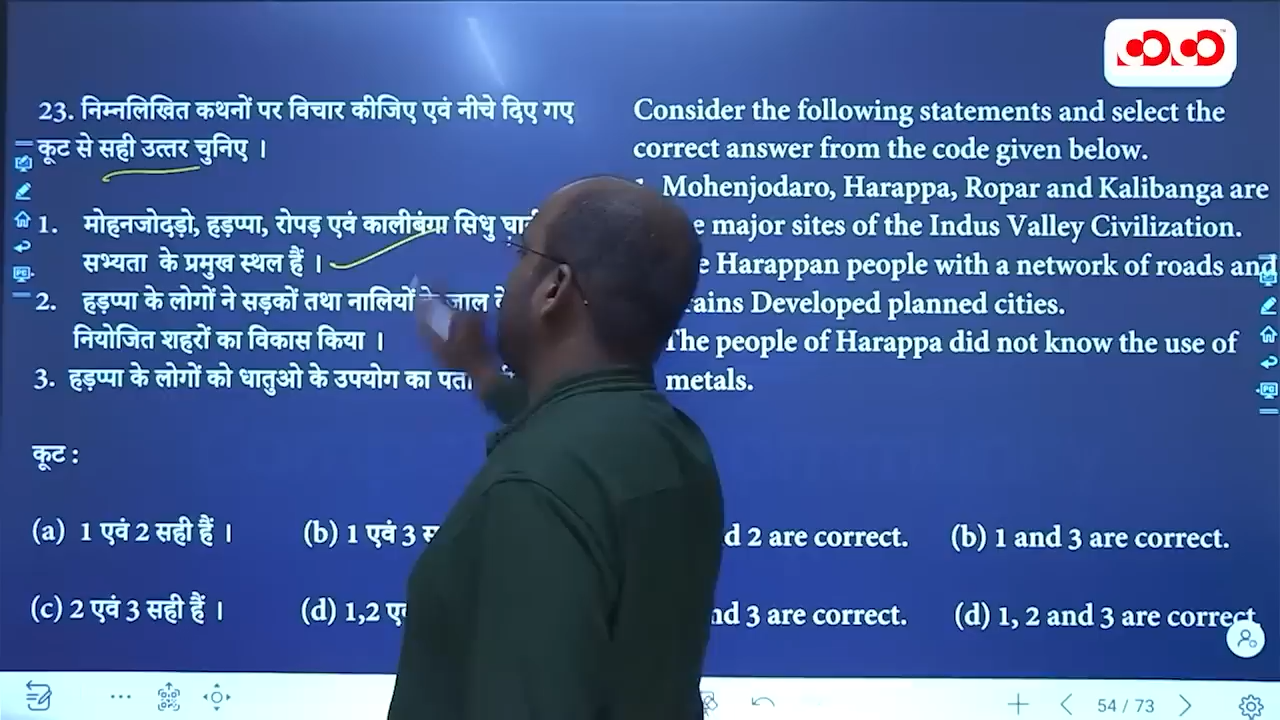 23. निम्नलिखित कथनों पर विचार कीजिए एवं नीचे दिए गए
कूट से सही उत्तर चुनिए ।
1. मोहनजोदड़ो, हड़प्पा, रोपड़ एवं कालीबंगा सिधु
सभ्यता के प्रमुख स्थल हैं ।
2. हड़प्पा के लोगों ने सड़कों तथा नालियों के जाल
नियोजित शहरों का विकास किया ।
3. हड़प्पा के लोगों को धातुओ के उपयोग का
कूट :
(a) 1 एवं 2 सही हैं ।
(b) 1 एवं 3
(c) 2 एवं 3 सही हैं ।
(d) 1,2
Consider the following statements and select the
correct answer from the code given below.
Mohenjodaro, Harappa, Ropar and Kalibanga are
major sites of the Indus Valley Civilization.
Harappan people with a network of roads and
Developed planned cities.
The people of Harappa did not know the use of
metals.
2 are correct.
(b) 1 and 3 are correct.
3 are correct.
(d) 1, 2 and 3 are correct
54 / 73